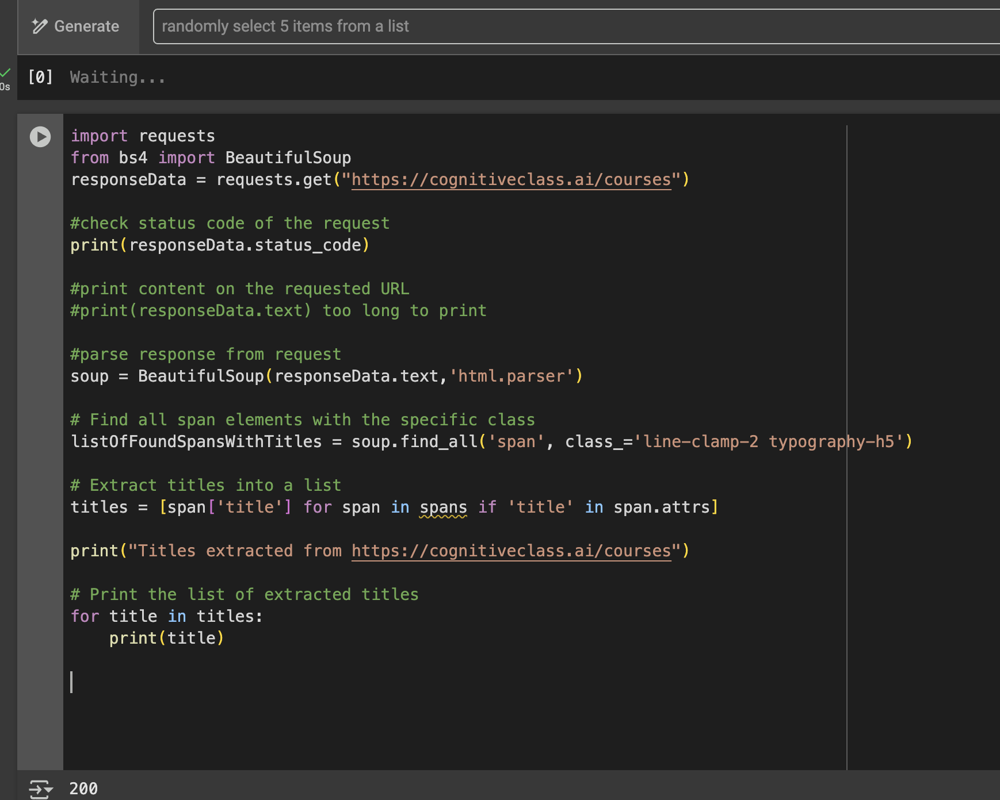 Generate
randomly select 5 items from a list
[0] Waiting...
0s
import requests
from bs4 import BeautifulSoup
responseData = requests.get("https://cognitiveclass.ai/courses")
#check status code of the request
print(responseData.status_code)
#print content on the requested URL
#print(responseData.text) too long to print
#parse response from request
soup = BeautifulSoup(responseData.text,'html.parser')
# Find all span elements with the specific class
listOfFoundSpansWithTitles = soup.find_all('span', class_='line-clamp-2 typography-h5')
# Extract titles into a list
titles = [span['title'] for span in spans if 'title' in span.attrs]
print("Titles extracted from https://cognitiveclass.ai/courses")
# Print the list of extracted titles
for title in titles:
    print(title)
200